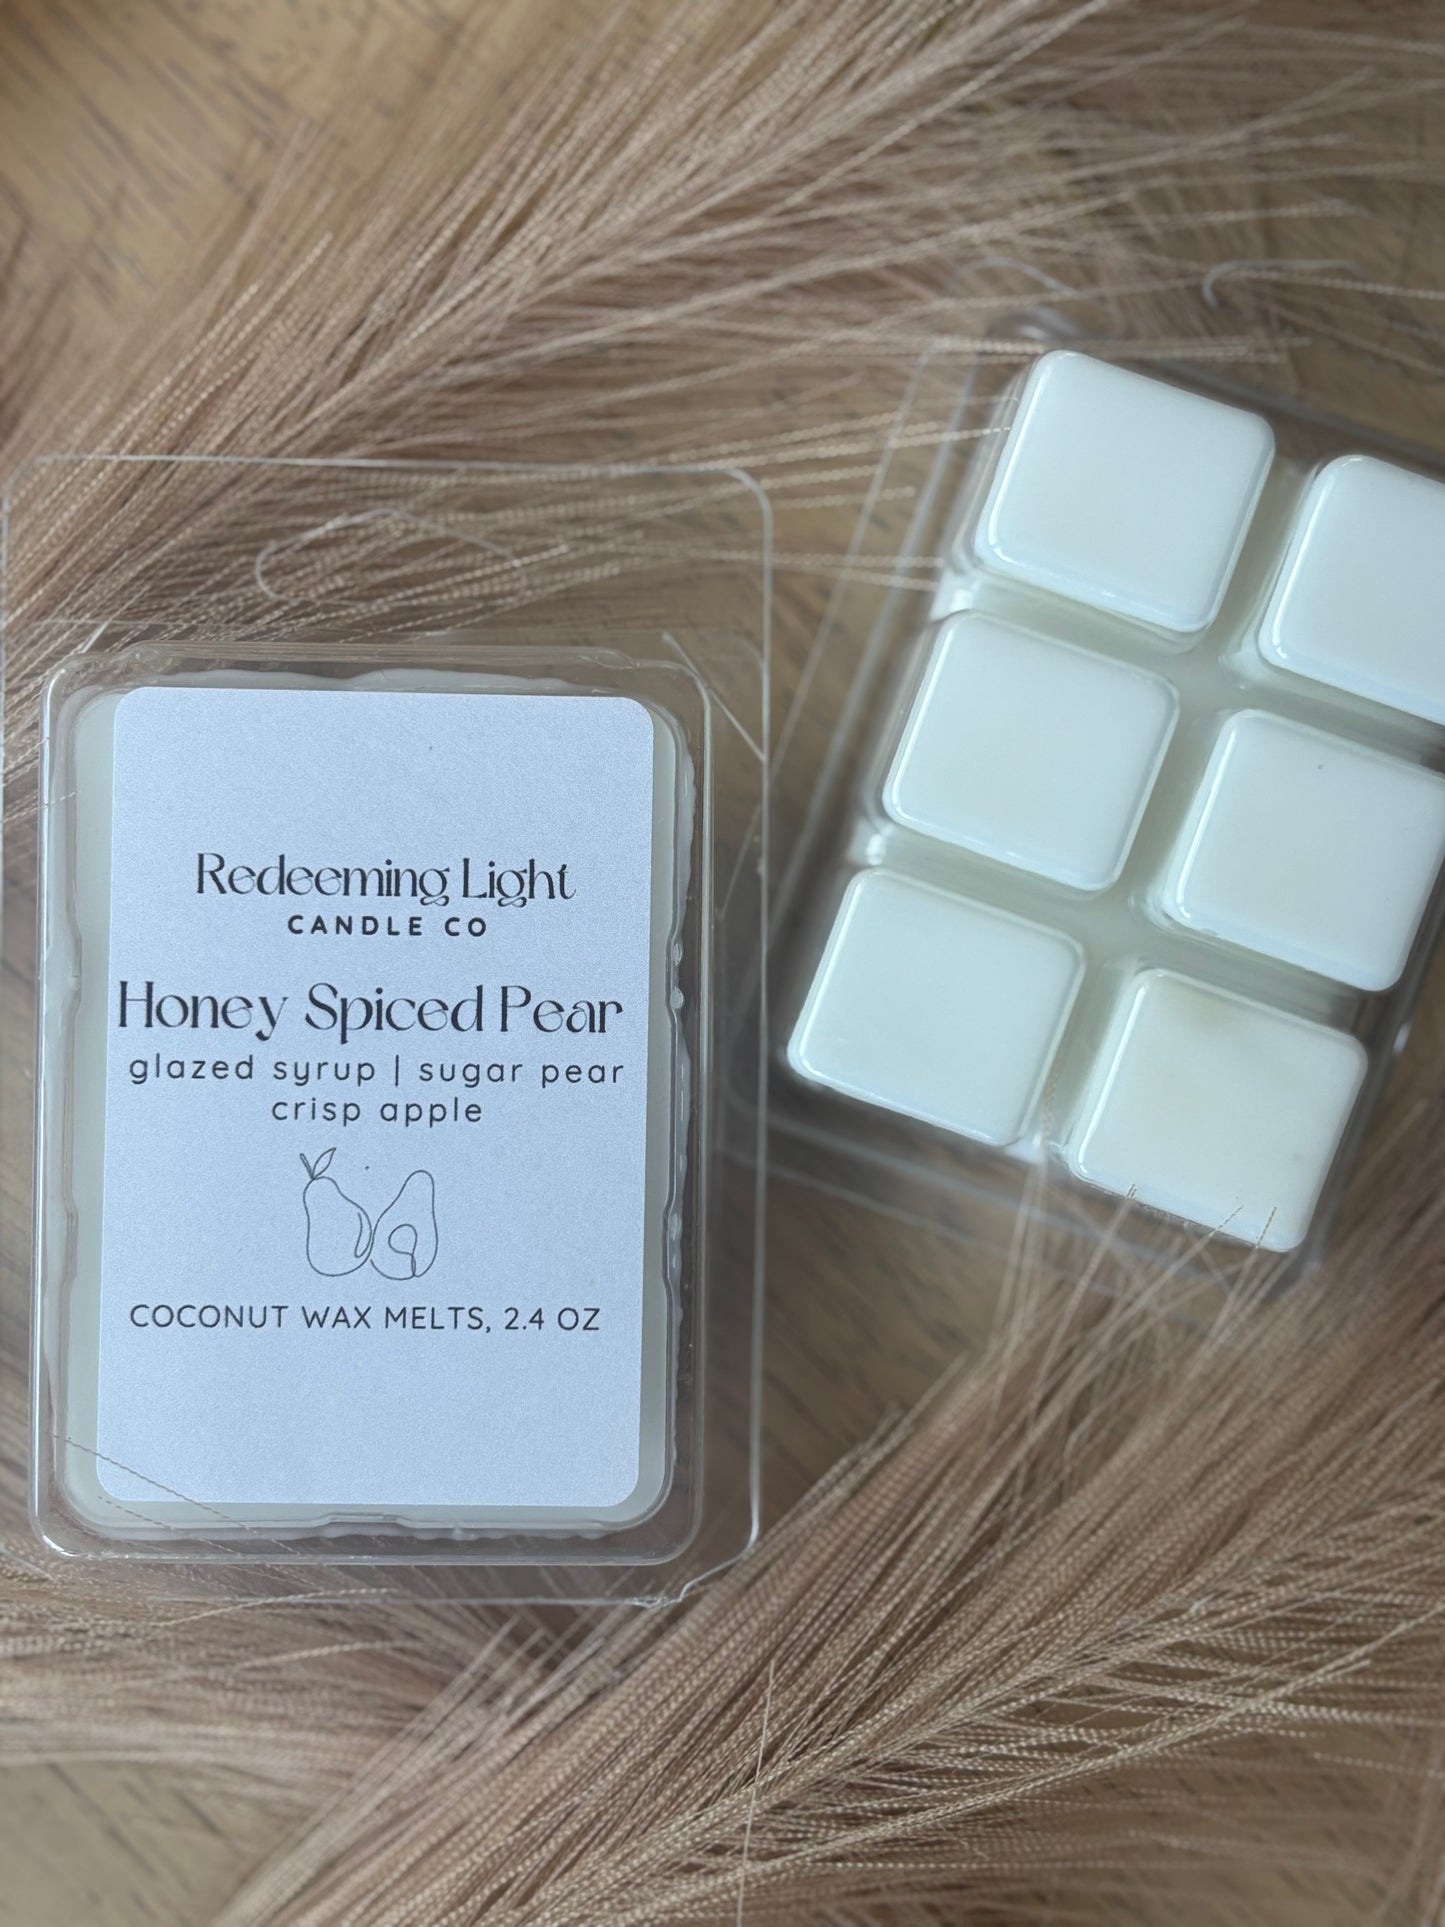 Redeeming Light
CANDLE CO
Honey Spiced Pear
glazed syrup | sugar pear
crisp apple
COCONUT WAX MELTS, 2.4 OZ